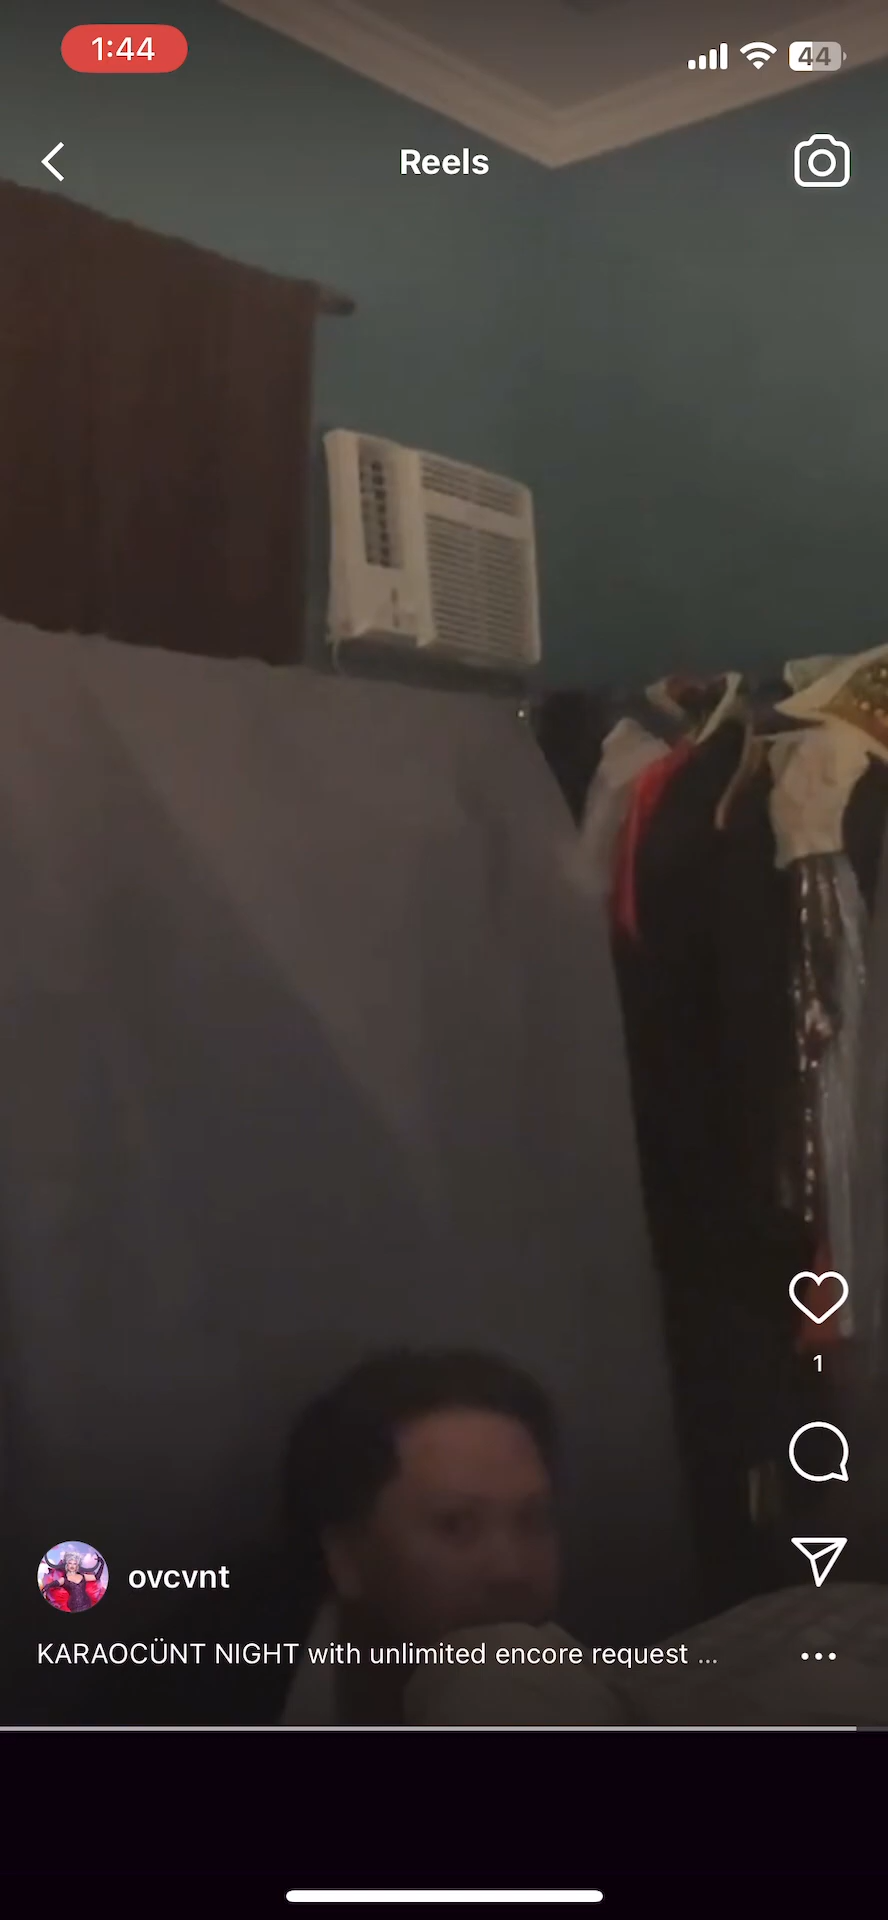 1:44
44
Reels
1
ovcvnt
KARAOCÜNT NIGHT with unlimited encore request ...